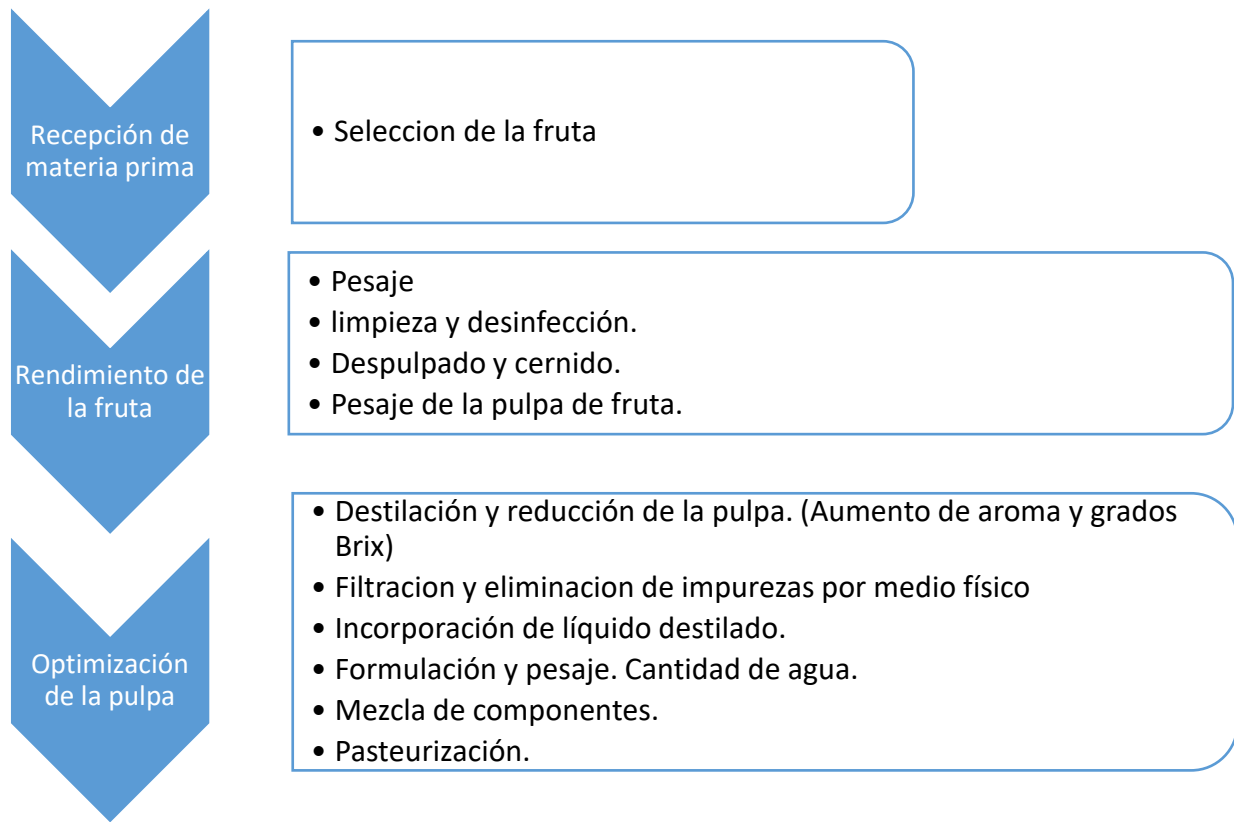 Recepción de
materia prima
• Seleccion de la fruta
Rendimiento de
la fruta
• Pesaje
• limpieza y desinfección.
• Despulpado y cernido.
• Pesaje de la pulpa de fruta.
Optimización
de la pulpa
• Destilación y reducción de la pulpa. (Aumento de aroma y grados
Brix)
• Filtracion y eliminacion de impurezas por medio físico
• Incorporación de líquido destilado.
• Formulación y pesaje. Cantidad de agua.
• Mezcla de componentes.
• Pasteurización.